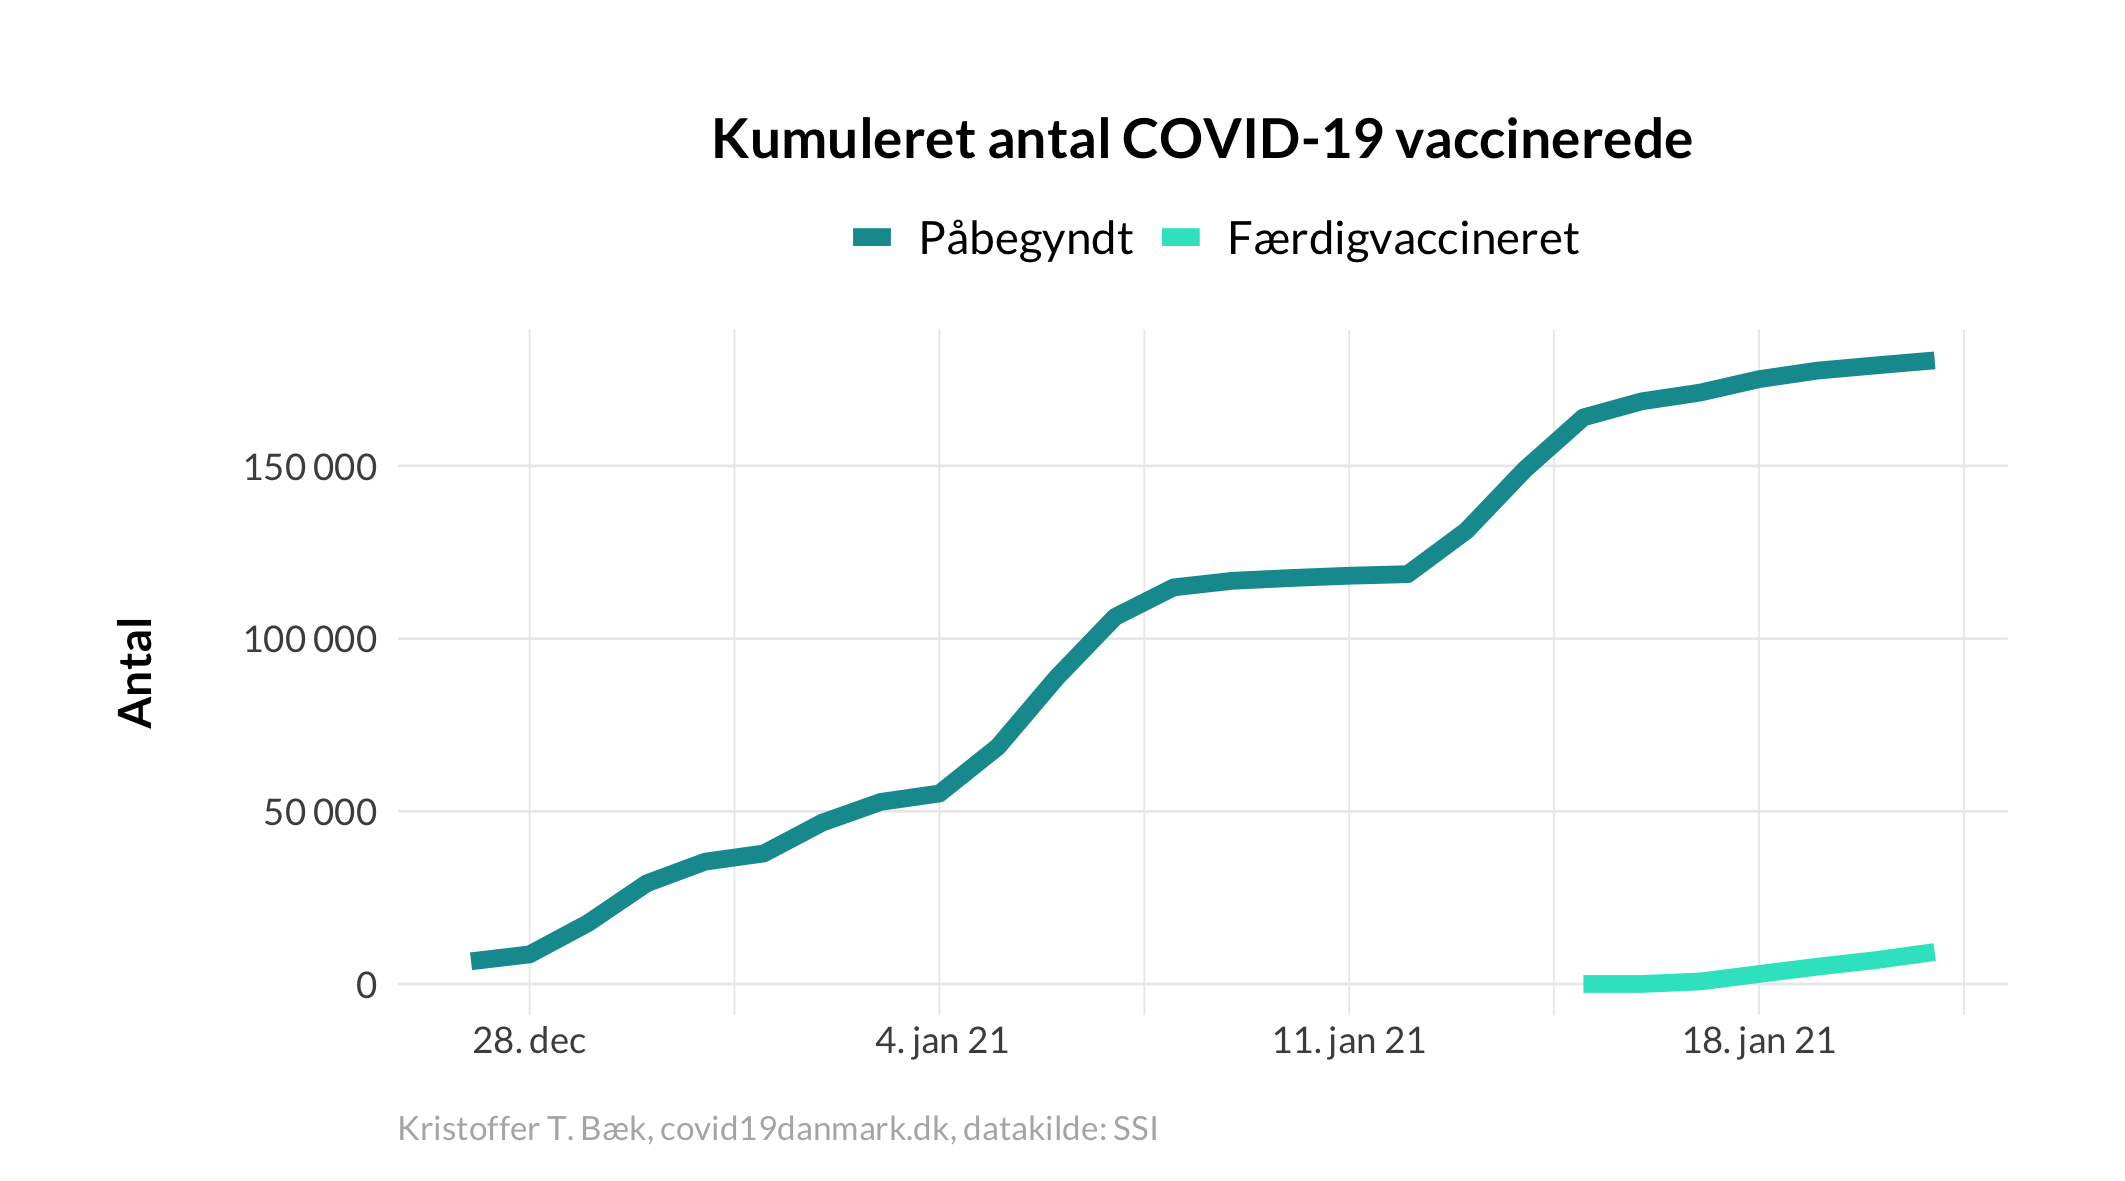 Kumuleret antal COVID-19 vaccinerede
Påbegyndt Færdigvaccineret
Antal
150 000
100 000
50 000
0
28. dec 4. jan 21 11. jan 21 18. jan 21
Kristoffer T. Bæk, covid19danmark.dk, datakilde: SSI